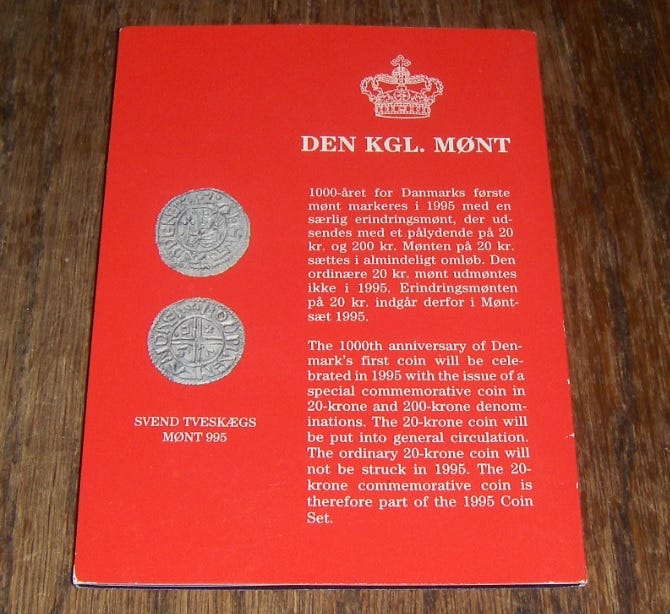 DEN KGL. MØNT
1000-året for Danmarks første
mønt markeres i 1995 med en
særlig erindringsmønt, der ud-
sendes med et pålydende på 20
kr. og 200 kr. Mønten på 20 kr.
sættes i almindeligt omløb. Den
ordinære 20 kr. mønt udmøntes
ikke i 1995. Erindringsmønten
på 20 kr. indgår derfor i Mønt-
sæt 1995.
The 1000th anniversary of Den-
mark's first coin will be cele-
brated in 1995 with the issue of a
special commemorative coin in
20-krone and 200-krone denom-
inations. The 20-krone coin will
be put into general circulation.
The ordinary 20-krone coin will
not be struck in 1995. The 20-
krone commemorative coin is
therefore part of the 1995 Coin
Set.
SVEND TVESKÆGS
MØNT 995